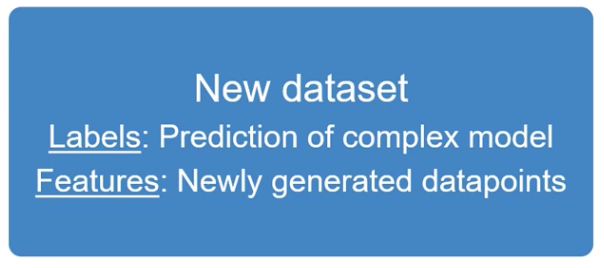 New dataset
Labels: Prediction of complex model
Features: Newly generated datapoints